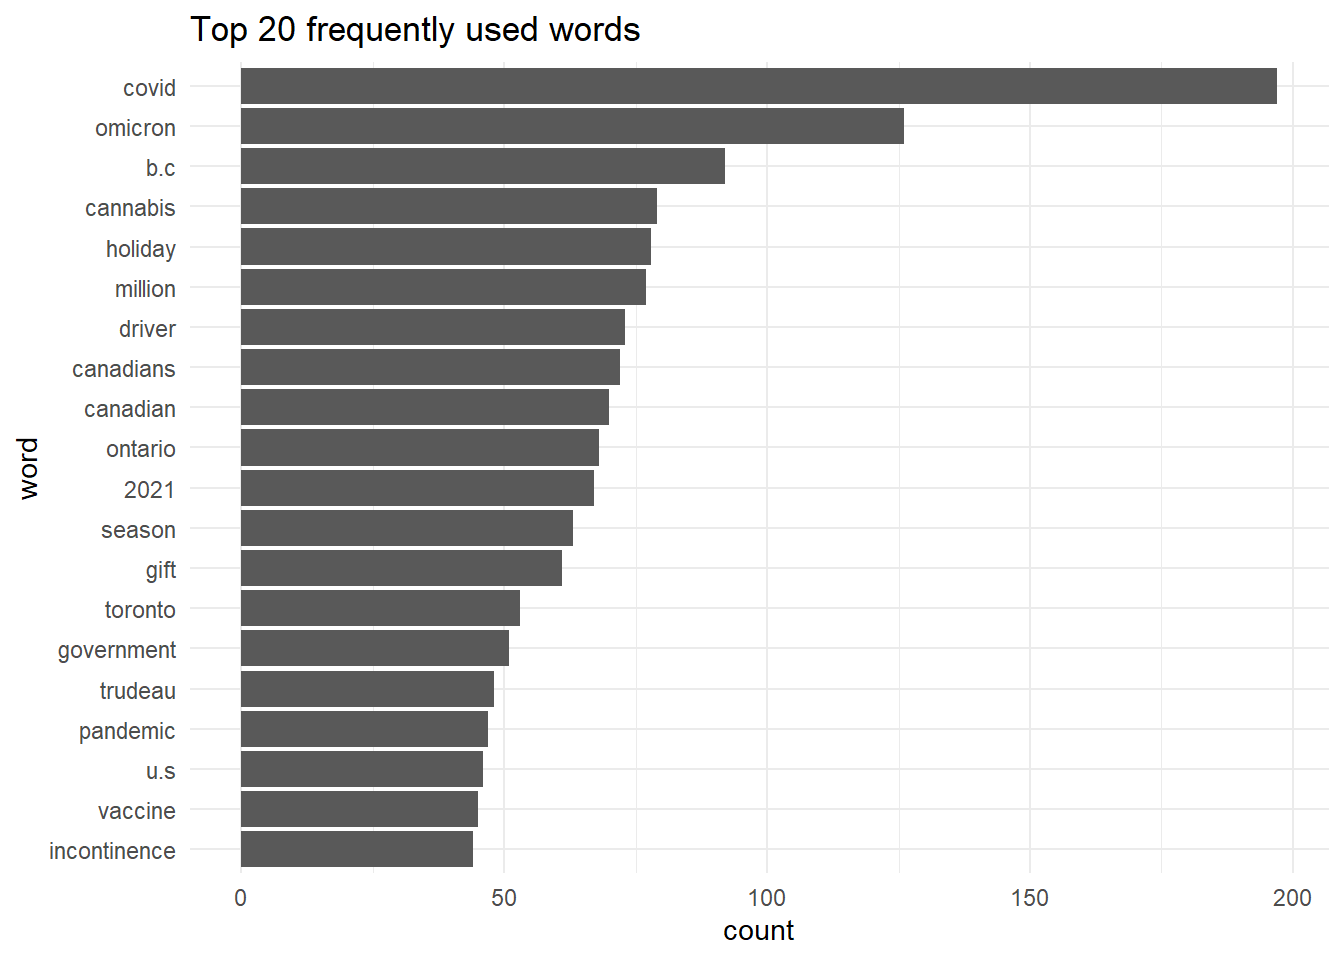 Top 20 frequently used words
word
covid
omicron
b.c
cannabis
holiday
million
driver
canadians
canadian
ontario
2021
season
gift
toronto
government
trudeau
pandemic
u.s
vaccine
incontinence
0 50 100 150 200
count